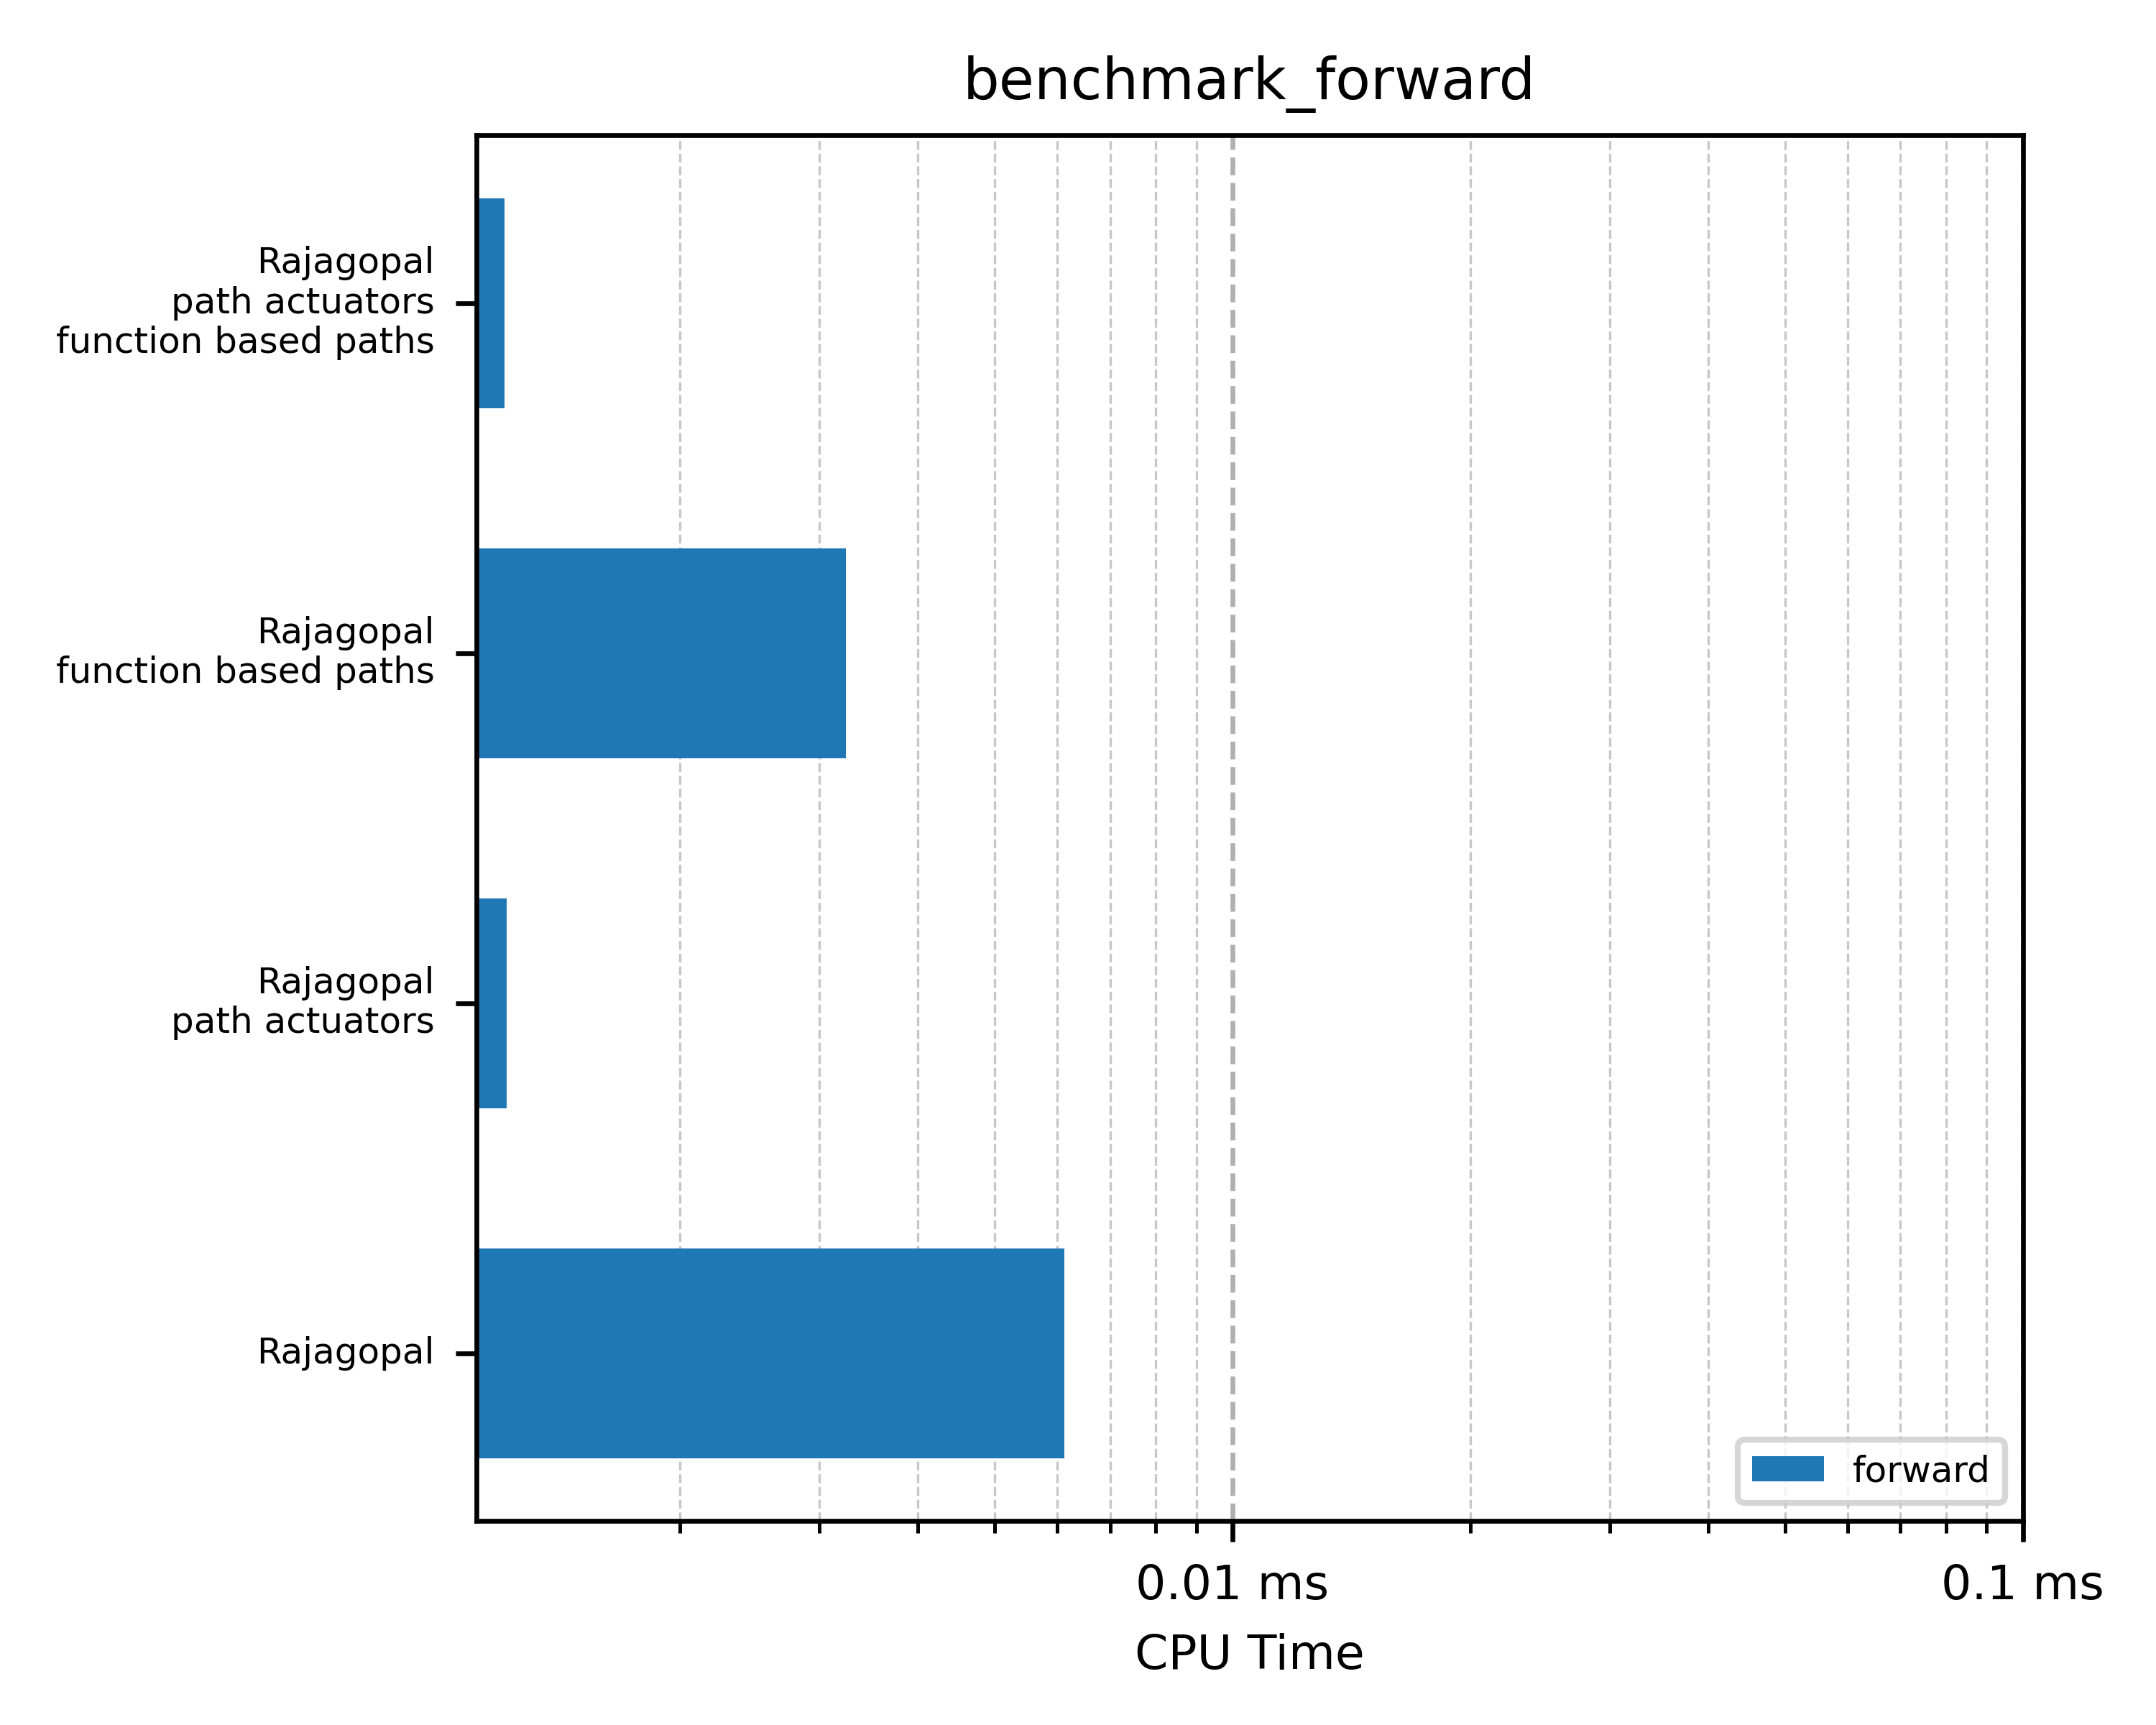 benchmark_forward
Rajagopal
path actuators
function based paths
Rajagopal
function based paths
Rajagopal
path actuators
Rajagopal
forward
0.01 ms
0.1 ms
CPU Time